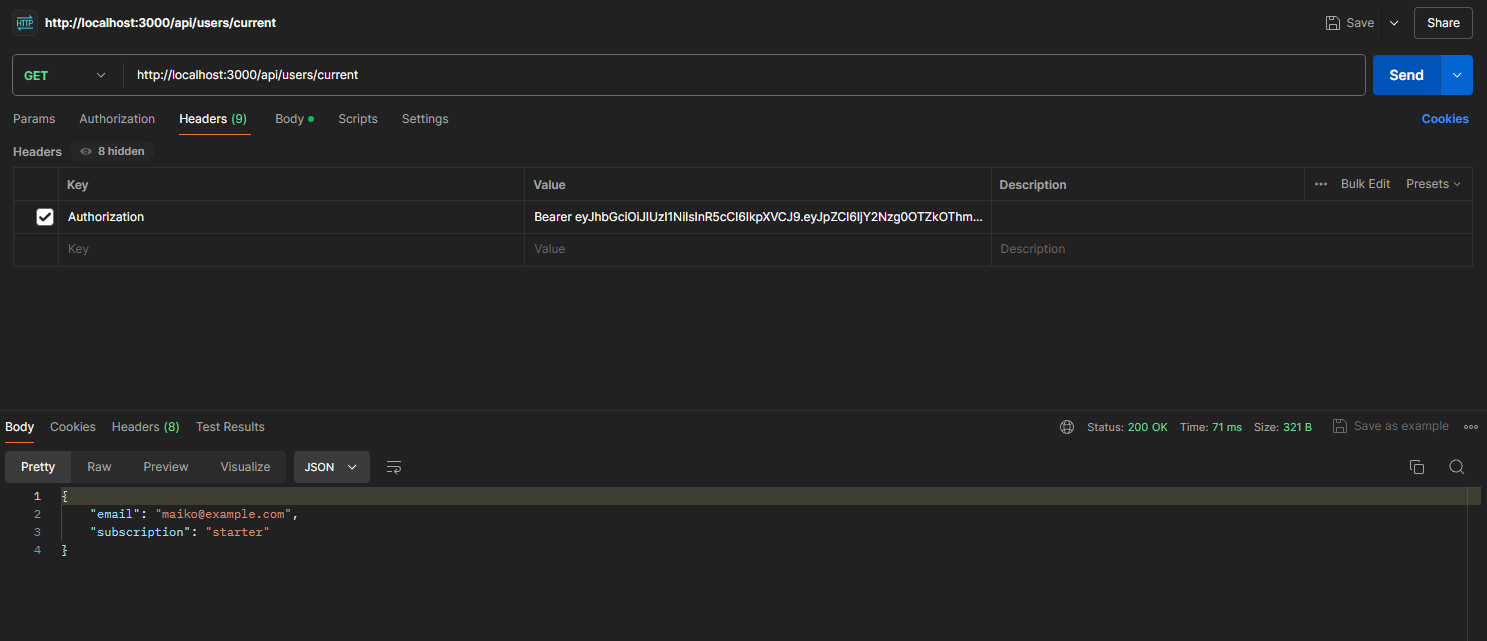 HTTP http://localhost:3000/api/users/current Save Share
GET http://localhost:3000/api/users/current Send
Params Authorization Headers (9) Body Scripts Settings Cookies
Headers 8 hidden
Key Value Description Bulk Edit Presets
Authorization Bearer eyJhbGciOiJIUzI1NiIsInR5cCI6IkpXVCJ9.eyJpZCI6IjY2Nzg0OTZkOThm...
Key Value Description
Body Cookies Headers (8) Test Results Status: 200 OK Time: 71 ms Size: 321 B Save as example
Pretty Raw Preview Visualize JSON
1 {
2 "email": "maiko@example.com",
3 "subscription": "starter"
4 }